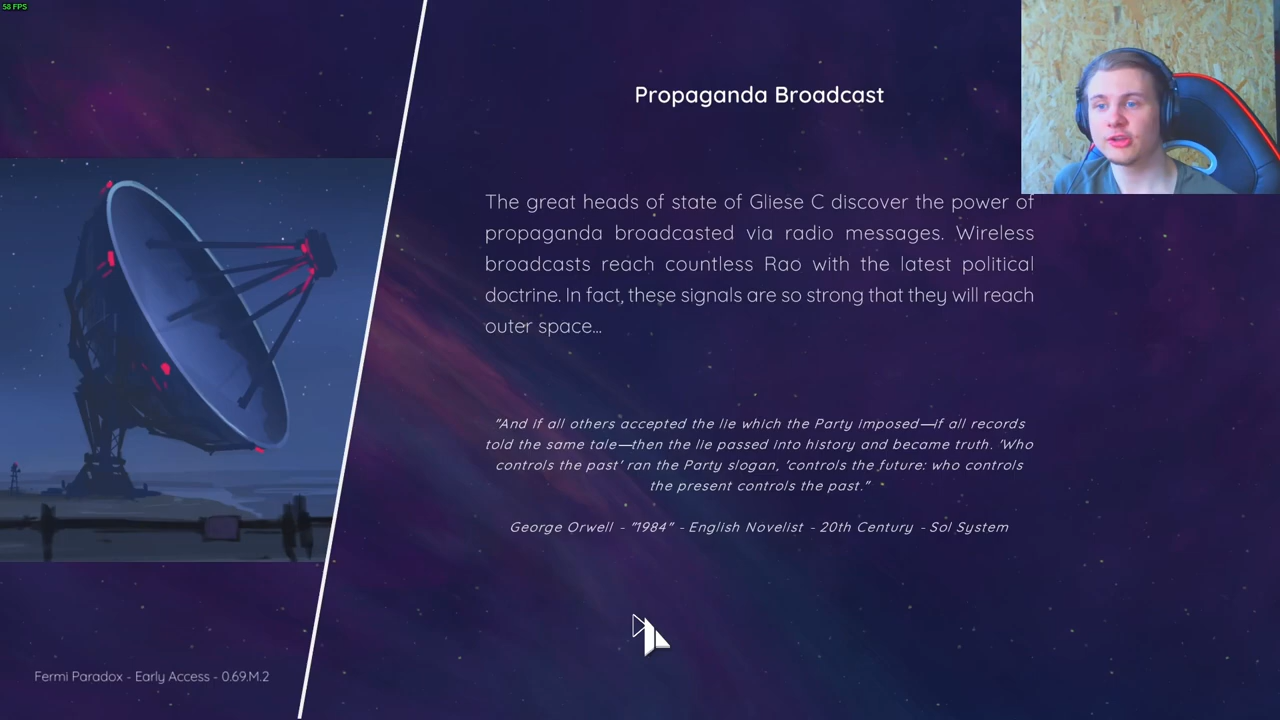 58 FPS
Propaganda Broadcast
The great heads of state of Gliese C discover the power of
propaganda broadcasted via radio messages. Wireless
broadcasts reach countless Rao with the latest political
doctrine. In fact, these signals are so strong that they will reach
outer space...
"And if all others accepted the lie which the Party imposed—if all records
told the same tale—then the lie passed into history and became truth. 'Who
controls the past' ran the Party slogan, 'controls the future: who controls
the present controls the past."
George Orwell - "1984" - English Novelist - 20th Century - Sol System
Fermi Paradox - Early Access - 0.69.M.2